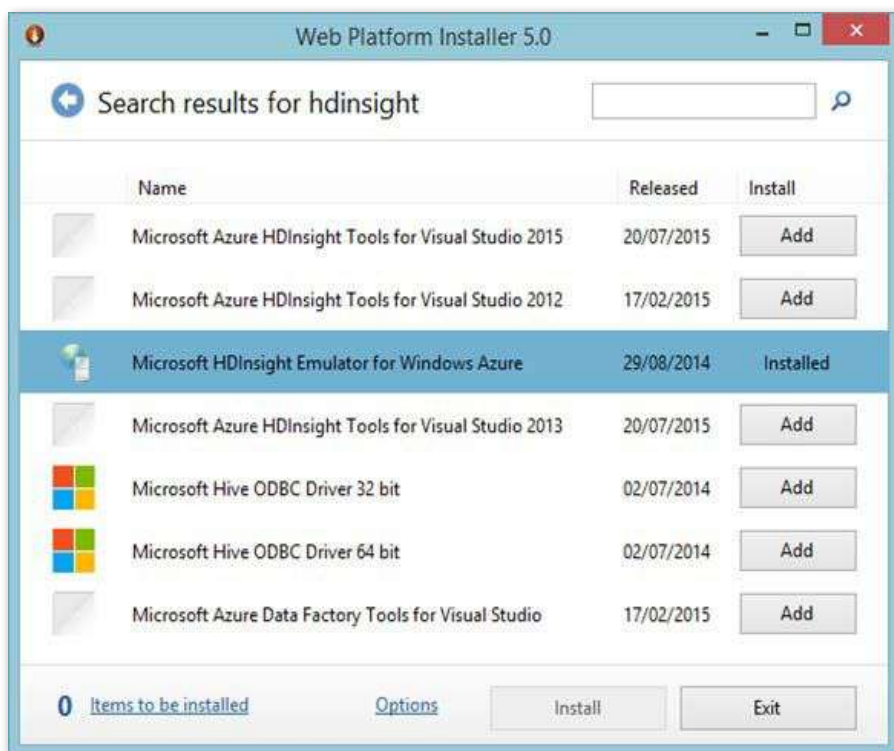 Web Platform Installer 5.0
Search results for hdinsight
Name Released Install
Microsoft Azure HDInsight Tools for Visual Studio 2015 20/07/2015 Add
Microsoft Azure HDInsight Tools for Visual Studio 2012 17/02/2015 Add
Microsoft HDInsight Emulator for Windows Azure 29/08/2014 Installed
Microsoft Azure HDInsight Tools for Visual Studio 2013 20/07/2015 Add
Microsoft Hive ODBC Driver 32 bit 02/07/2014 Add
Microsoft Hive ODBC Driver 64 bit 02/07/2014 Add
Microsoft Azure Data Factory Tools for Visual Studio 17/02/2015 Add
0 Items to be installed Options Install Exit